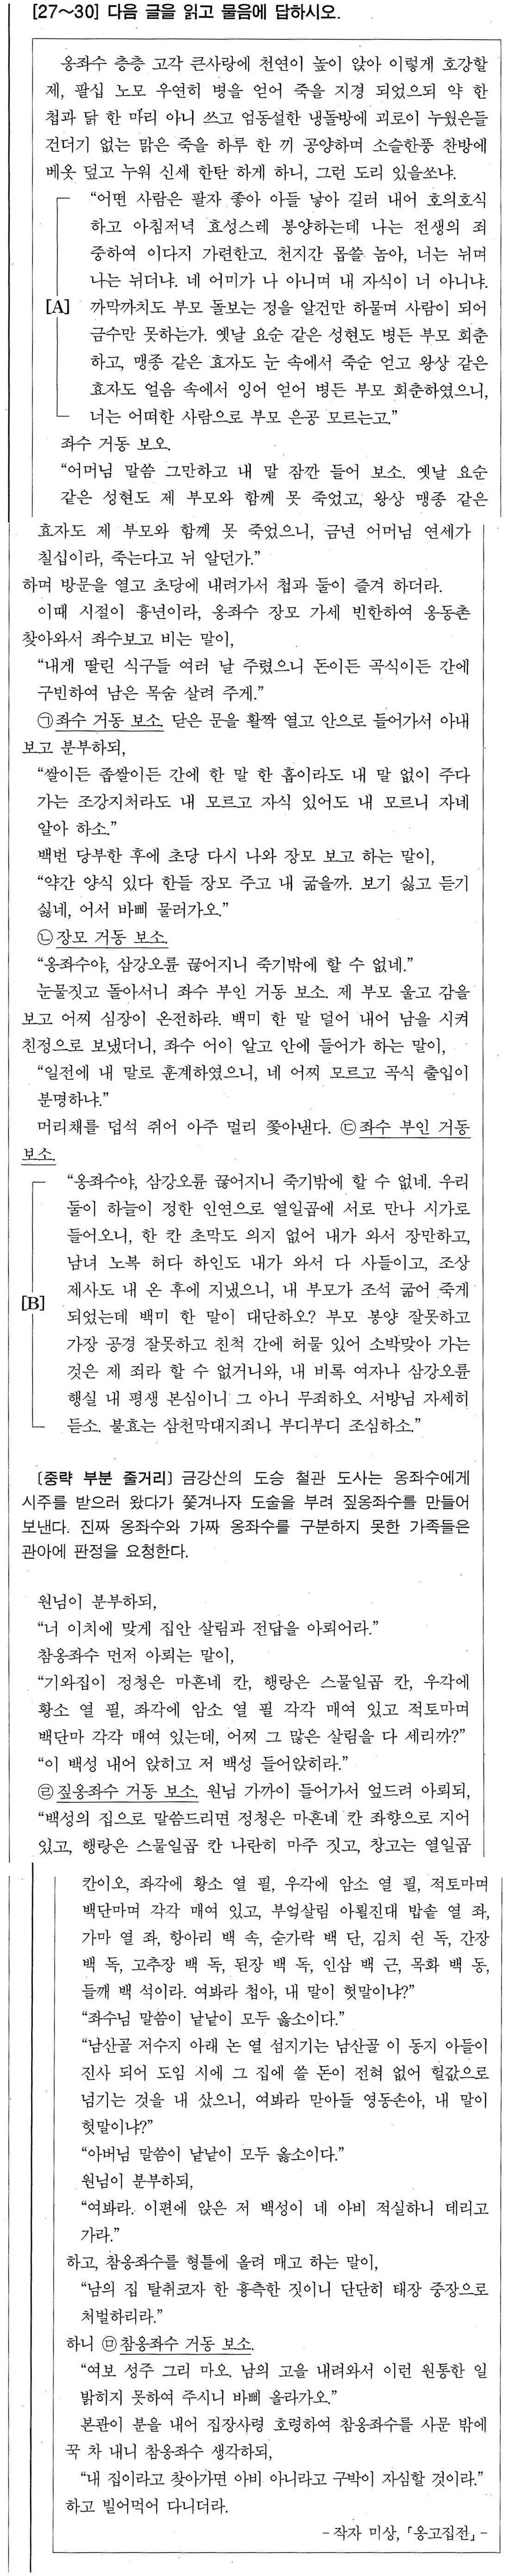 [27～30] 다음 글을 읽고 물음에 답하시오.
옹좌수 층층 고각 큰사랑에 천연이 높이 앉아 이렇게 호강할
제, 팔십 노모 우연히 병을 얻어 죽을 지경 되었으되 약 한
첩과 닭 한 마리 아니 쓰고 엄동설한 냉돌방에 괴로이 누웠은들
건더기 없는 맑은 죽을 하루 한 끼 공양하며 소슬한풍 찬방에
베옷 덮고 누워 신세 한탄 하게 하니, 그런 도리 있을쏘냐.
“어떤 사람은 팔자 좋아 아들 낳아 길러 내어 호의호식
하고 아침저녁 효성스레 봉양하는데 나는 전생의 죄
중하여 이다지 가련한고. 천지간 몹쓸 놈아, 너는 뉘며
나는 뉘더냐. 네 어미가 나 아니며 내 자식이 너 아니냐.
[A] 까막까치도 부모 돌보는 정을 알건만 하물며 사람이 되어
금수만 못하는가. 옛날 요순 같은 성현도 병든 부모 회춘
하고, 맹종 같은 효자도 눈 속에서 죽순 얻고 왕상 같은
효자도 얼음 속에서 잉어 얻어 병든 부모 회춘하였으니,
너는 어떠한 사람으로 부모 은공 모르는고.”
좌수 거동 보오.
“어머님 말씀 그만하고 내 말 잠깐 들어 보소. 옛날 요순
같은 성현도 제 부모와 함께 못 죽었고, 왕상 맹종 같은
효자도 제 부모와 함께 못 죽었으니, 금년 어머님 연세가
칠십이라, 죽는다고 뉘 알던가.”
하며 방문을 열고 초당에 내려가서 첩과 둘이 즐겨 하더라.
이때 시절이 흉년이라, 옹좌수 장모 가세 빈한하여 옹동촌
찾아와서 좌수보고 비는 말이,
“내게 딸린 식구들 여러 날 주렸으니 돈이든 곡식이든 간에
구빈하여 남은 목숨 살려 주게.”
㉠좌수 거동 보소. 닫은 문을 활짝 열고 안으로 들어가서 아내
보고 분부하되,
“쌀이든 좁쌀이든 간에 한 말 한 홉이라도 내 말 없이 주다
가는 조강지처라도 내 모르고 자식 있어도 내 모르니 자네
알아 하소.”
백번 당부한 후에 초당 다시 나와 장모 보고 하는 말이,
“약간 양식 있다 한들 장모 주고 내 굶을까. 보기 싫고 듣기
싫네, 어서 바삐 물러가오.”
㉡장모 거동 보소.
“옹좌수야, 삼강오륜 끊어지니 죽기밖에 할 수 없네.”
눈물짓고 돌아서니 좌수 부인 거동 보소. 제 부모 울고 감을
보고 어찌 심장이 온전하랴. 백미 한 말 덜어 내어 남을 시켜
친정으로 보냈더니, 좌수 어이 알고 안에 들어가 하는 말이,
“일전에 내 말로 훈계하였으니, 네 어찌 모르고 곡식 출입이
분명하냐.”
머리채를 덥석 쥐어 아주 멀리 쫓아낸다. ㉢좌수 부인 거동
보소.
“옹좌수야, 삼강오륜 끊어지니 죽기밖에 할 수 없네. 우리
둘이 하늘이 정한 인연으로 열일곱에 서로 만나 시가로
들어오니, 한 칸 초막도 의지 없어 내가 와서 장만하고,
남녀 노복 허다 하인도 내가 와서 다 사들이고, 조상
제사도 내 온 후에 지냈으니, 내 부모가 조석 굶어 죽게
[B] 되었는데 백미 한 말이 대단하오? 부모 봉양 잘못하고
가장 공경 잘못하고 친척 간에 허물 있어 소박맞아 가는
것은 제 죄라 할 수 없거니와, 내 비록 여자나 삼강오륜
행실 내 평생 본심이니 그 아니 무죄하오. 서방님 자세히
듣소. 불효는 삼천막대지죄니 부디부디 조심하소.”
[중략 부분 줄거리] 금강산의 도승 철관 도사는 옹좌수에게
시주를 받으러 왔다가 쫓겨나자 도술을 부려 짚옹좌수를 만들어
보낸다. 진짜 옹좌수와 가짜 옹좌수를 구분하지 못한 가족들은
관아에 판정을 요청한다.
원님이 분부하되,
“너 이치에 맞게 집안 살림과 전답을 아뢰어라.”
참옹좌수 먼저 아뢰는 말이,
“기와집이 정청은 마흔네 칸, 행랑은 스물일곱 칸, 우각에
황소 열 필, 좌각에 암소 열 필 각각 매여 있고 적토마며
백단마 각각 매여 있는데, 어찌 그 많은 살림을 다 세리까?”
“이 백성 내어 앉히고 저 백성 들어앉히라.”
㉣짚옹좌수 거동 보소. 원님 가까이 들어가서 엎드려 아뢰되,
“백성의 집으로 말씀드리면 정청은 마흔네 칸 좌향으로 지어
있고, 행랑은 스물일곱 칸 나란히 마주 짓고, 창고는 열일곱
칸이오, 좌각에 황소 열 필, 우각에 암소 열 필, 적토마며
백단마며 각각 매여 있고, 부엌살림 아뢸진대 밥솥 열 좌,
가마 열 좌, 항아리 백 속, 숟가락 백 단, 김치 쉰 독, 간장
백 독, 고추장 백 독, 된장 백 독, 인삼 백 근, 목화 백 동,
들깨 백 석이라. 여봐라 첩아, 내 말이 헛말이냐?”
“좌수님 말씀이 낱낱이 모두 옳소이다.”
“남산골 저수지 아래 논 열 섬지기는 남산골 이 동지 아들이
진사 되어 도임 시에 그 집에 쓸 돈이 전혀 없어 헐값으로
넘기는 것을 내 샀으니, 여봐라 맏아들 영동손아, 내 말이
헛말이냐?”
“아버님 말씀이 낱낱이 모두 옳소이다.”
원님이 분부하되,
“여봐라. 이편에 앉은 저 백성이 네 아비 적실하니 데리고
가라.”
하고, 참옹좌수를 형틀에 올려 매고 하는 말이,
“남의 집 탈취코자 한 흉측한 짓이니 단단히 태장 중장으로
처벌하리라.”
하니 ㉤참옹좌수 거동 보소.
“여보 성주 그리 마오. 남의 고을 내려와서 이런 원통한 일
밝히지 못하여 주시니 바삐 올라가오.”
본관이 분을 내어 집장사령 호령하여 참옹좌수를 사문 밖에
꾹 차 내니 참옹좌수 생각하되,
“내 집이라고 찾아가면 아비 아니라고 구박이 자심할 것이라.”
하고 빌어먹어 다니더라.
- 작자 미상, ｢옹고집전｣ -